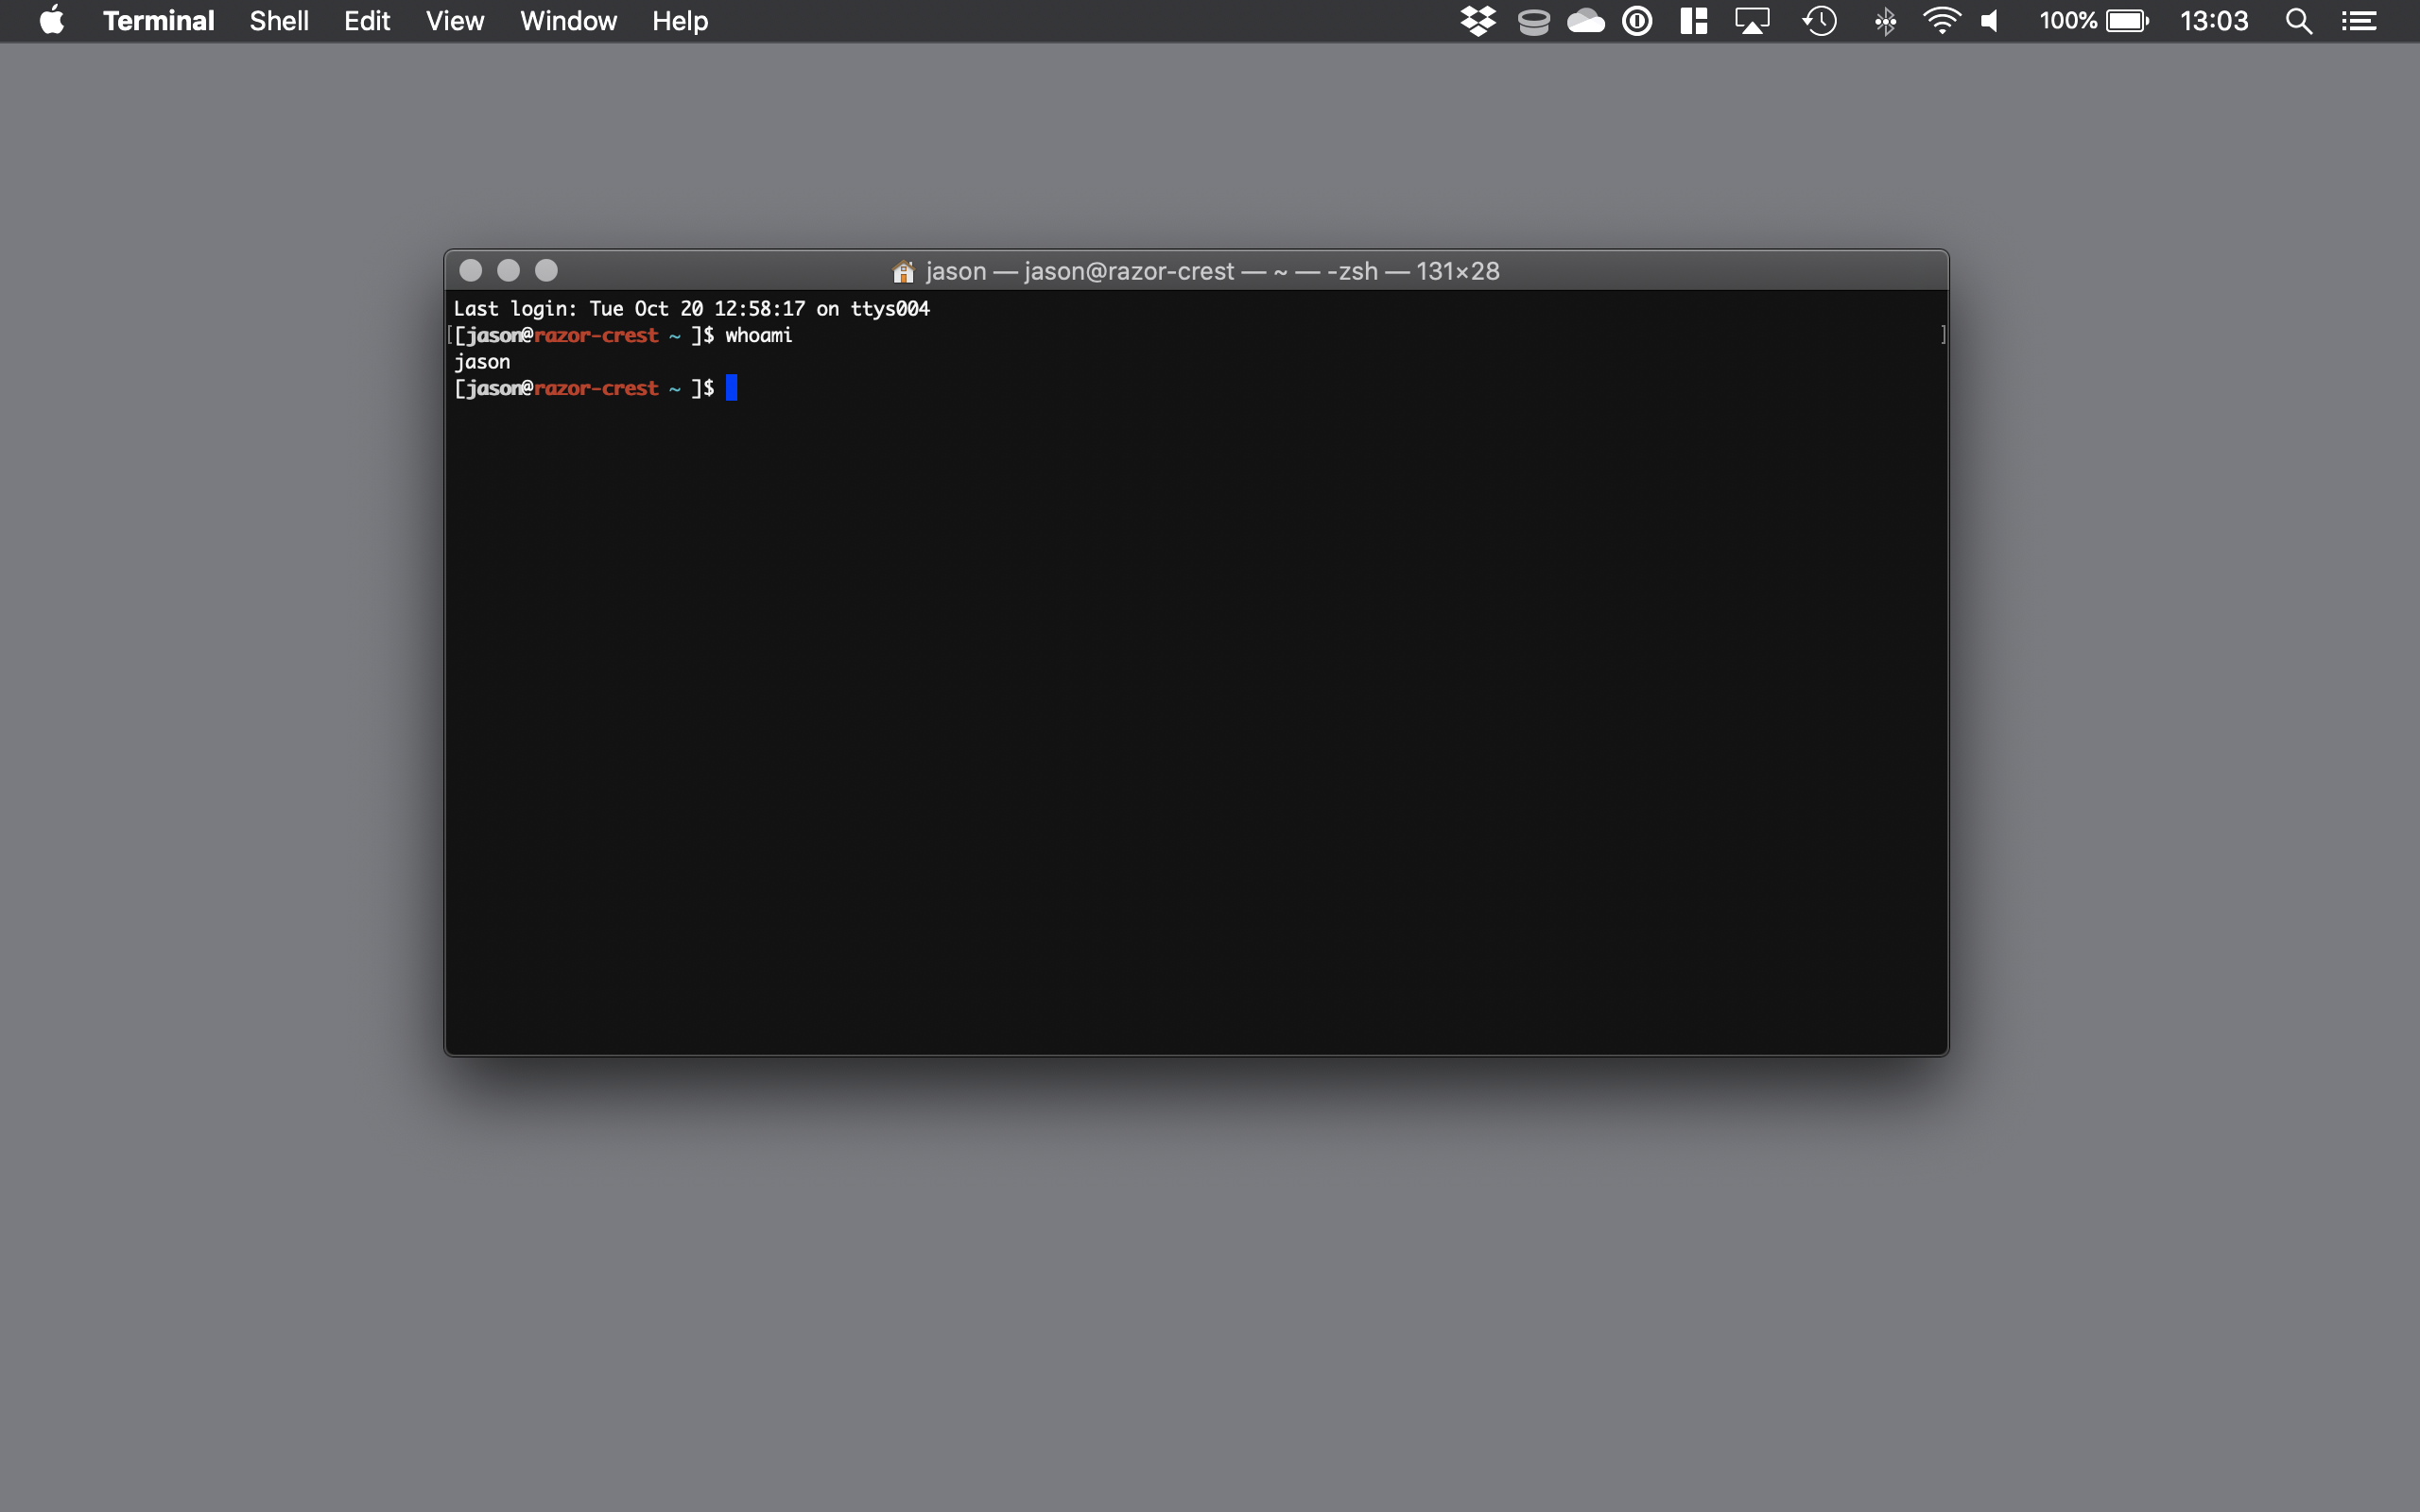 Terminal Shell Edit View Window Help 100% 13:03
jason — jason@razor-crest — ~ — -zsh — 131×28
Last login: Tue Oct 20 12:58:17 on ttys004
[[jason@razor-crest ~ ]$ whoami ]
jason
[jason@razor-crest ~ ]$